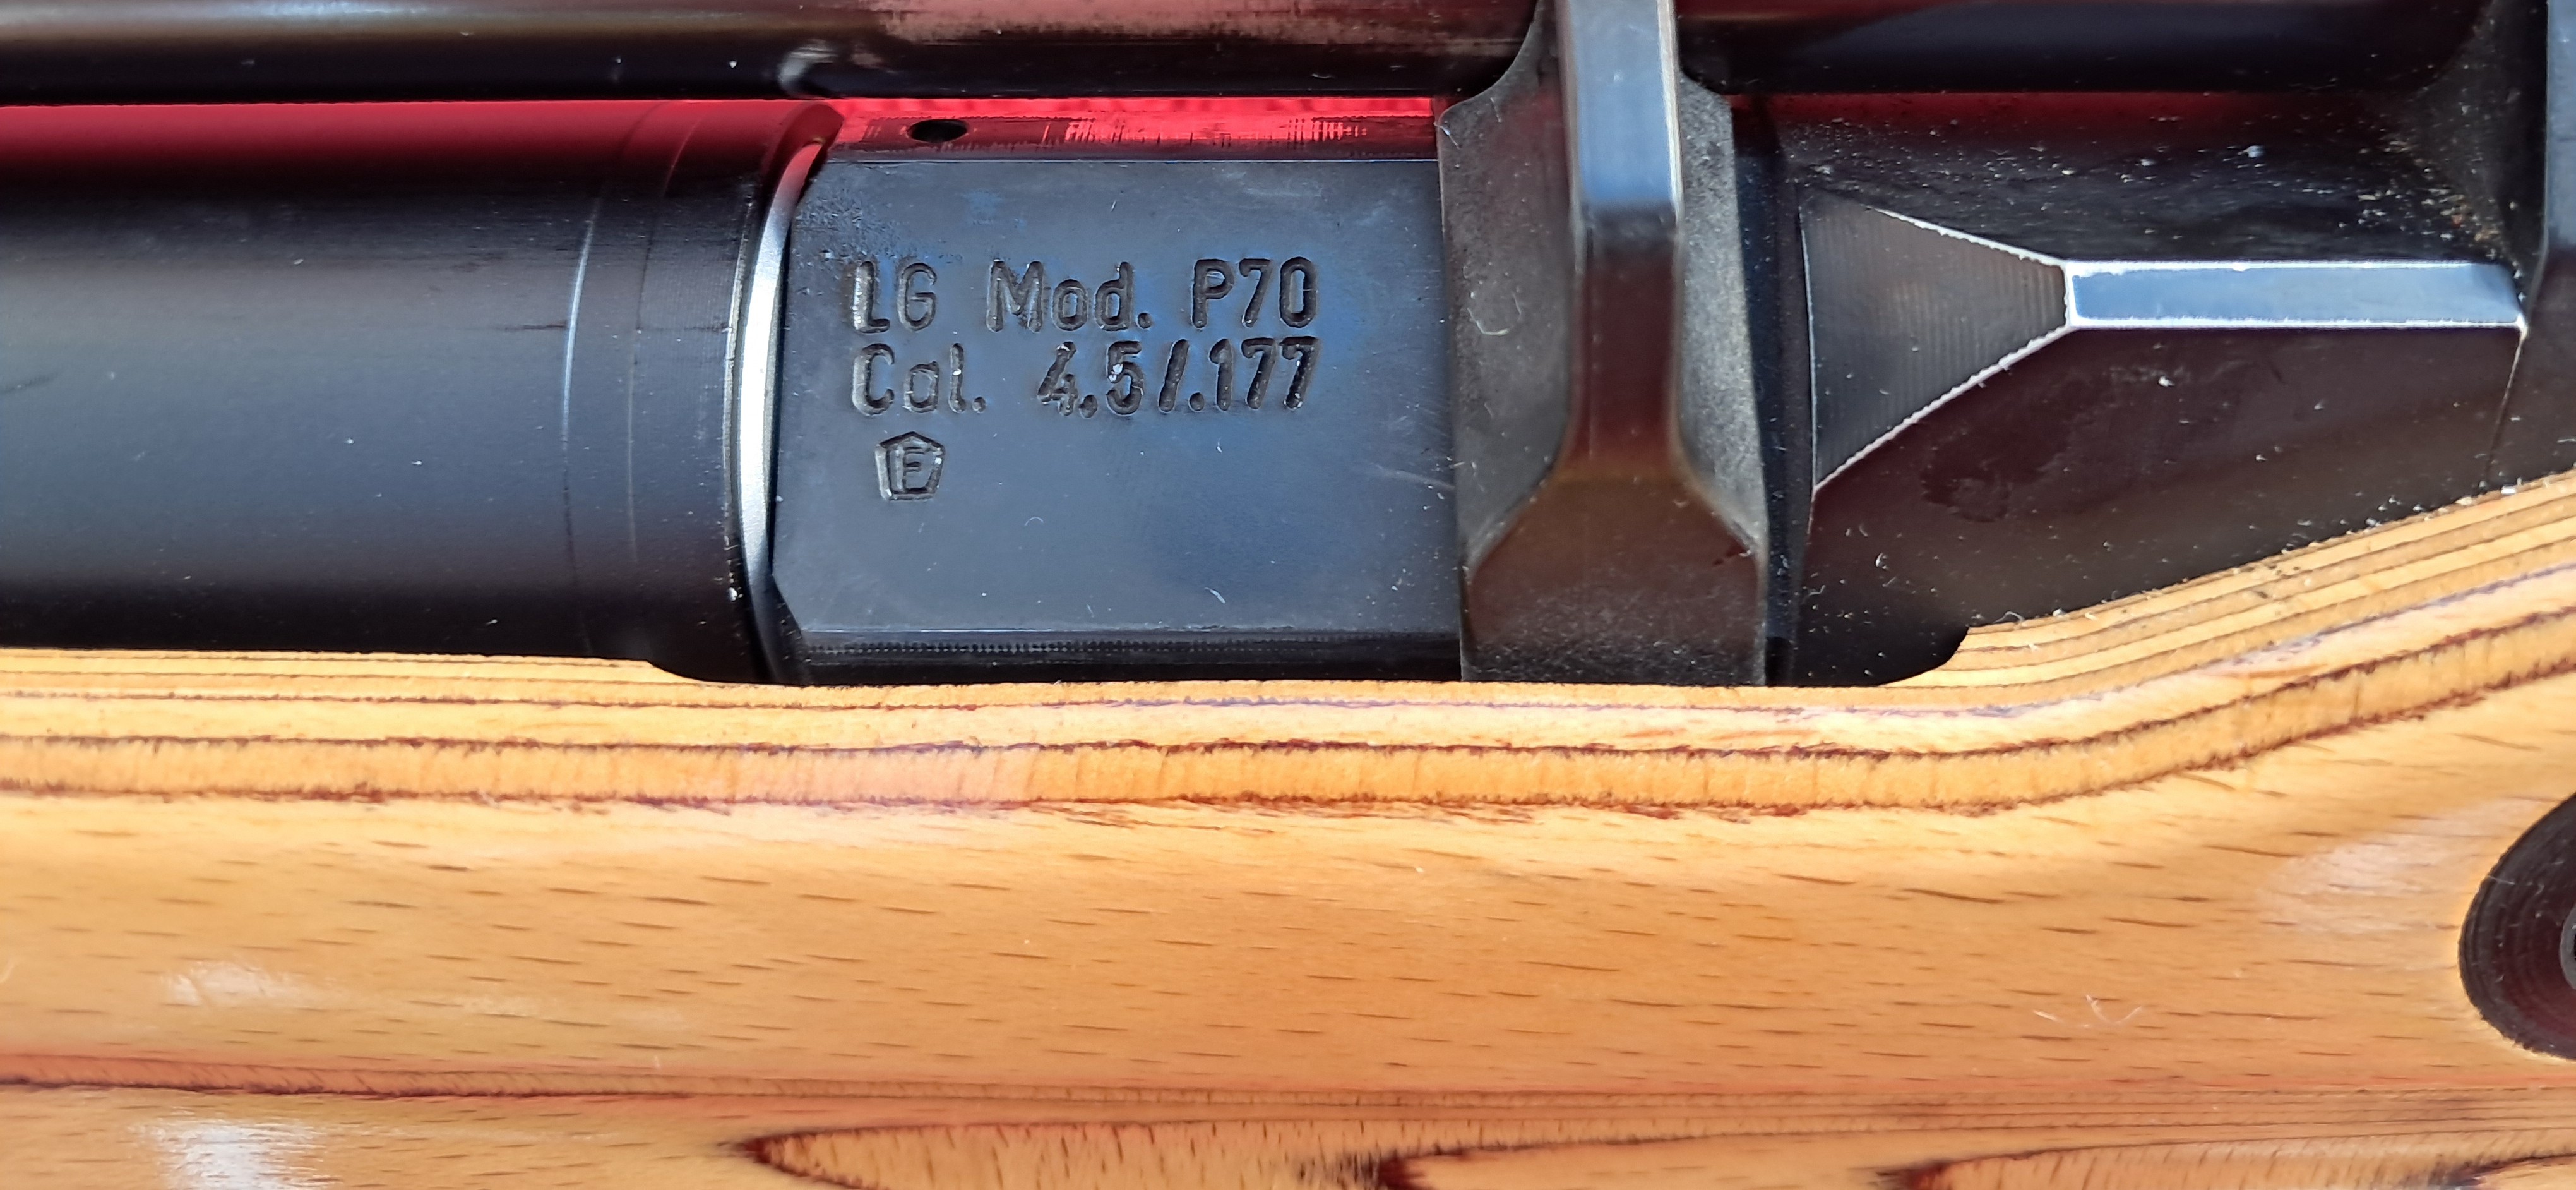 LG Mod. P70
Cal. 4,5/.177
F